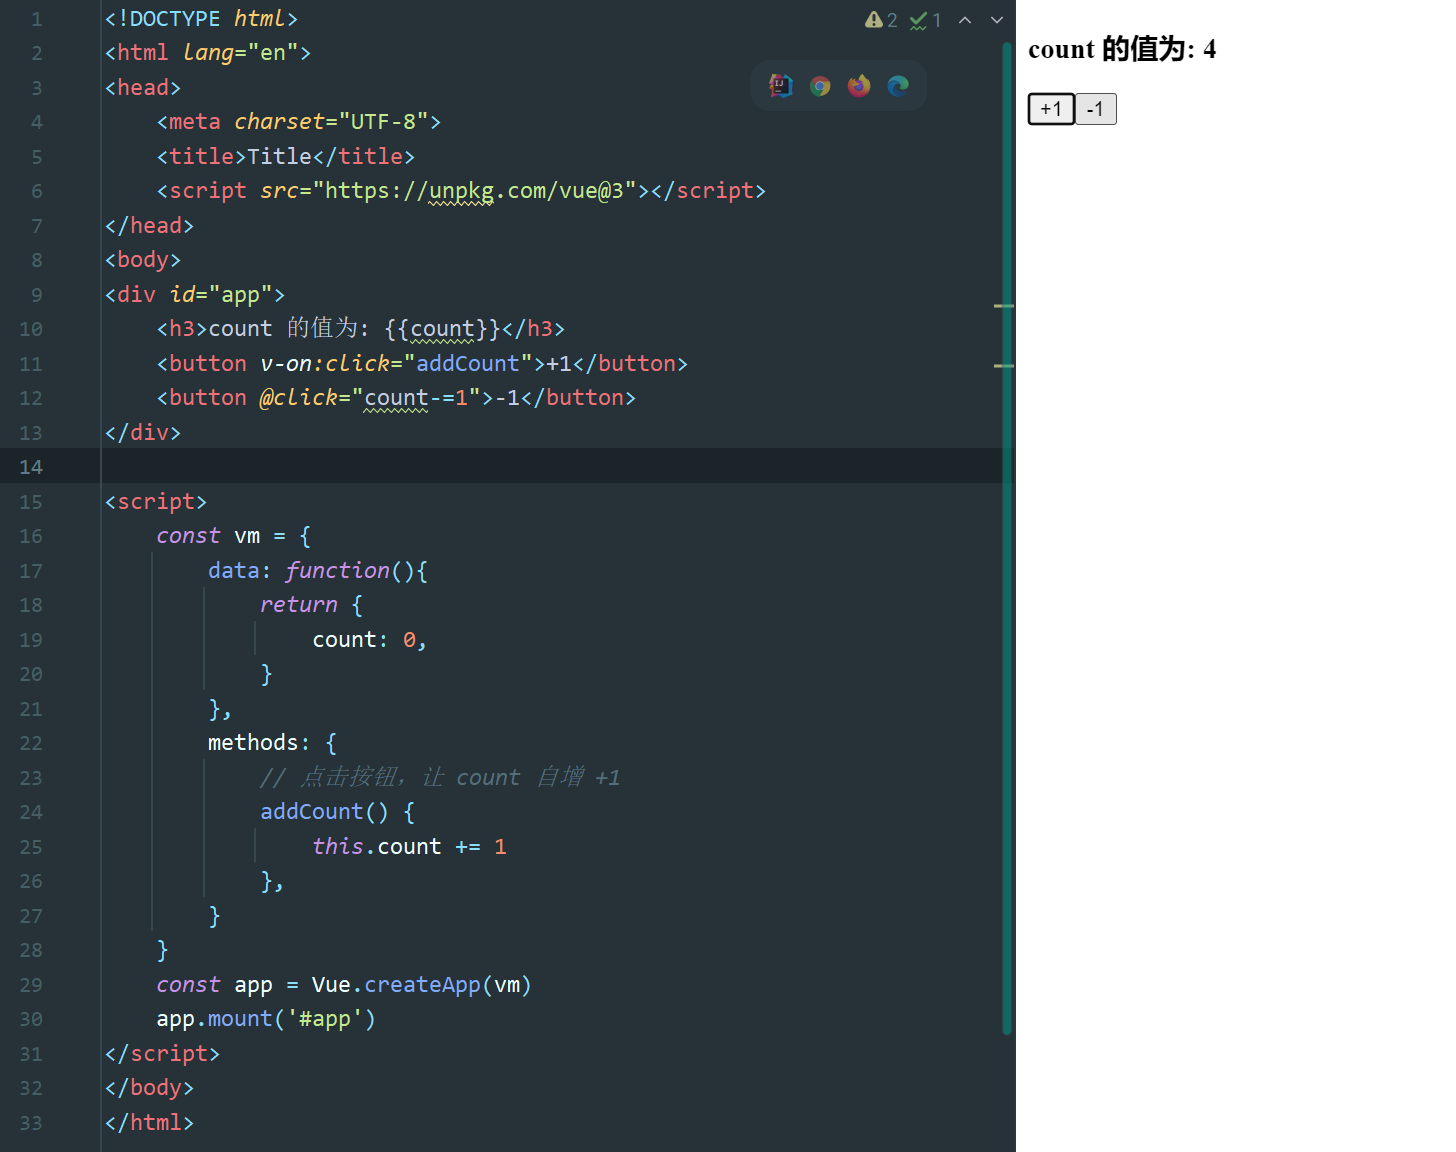 1 <!DOCTYPE html>
2 <html lang="en">
3 <head>
4 <meta charset="UTF-8">
5 <title>Title</title>
6 <script src="https://unpkg.com/vue@3"></script>
7 </head>
8 <body>
9 <div id="app">
10 <h3>count 的值为: {{count}}</h3>
11 <button v-on:click="addCount">+1</button>
12 <button @click="count-=1">-1</button>
13 </div>
14
15 <script>
16 const vm = {
17 data: function(){
18 return {
19 count: 0,
20 }
21 },
22 methods: {
23 // 点击按钮，让 count 自增 +1
24 addCount() {
25 this.count += 1
26 },
27 }
28 }
29 const app = Vue.createApp(vm)
30 app.mount('#app')
31 </script>
32 </body>
33 </html>
2 1
count 的值为: 4
+1 -1